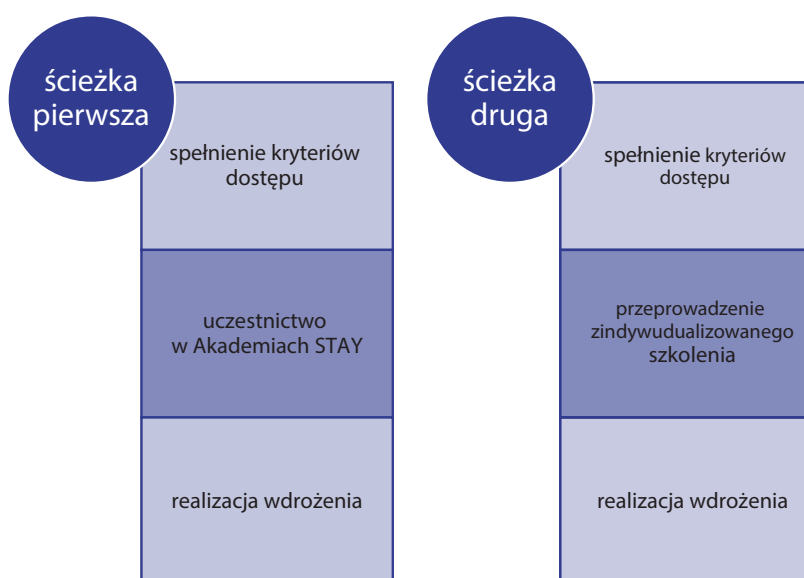 ścieżka
pierwsza
spełnienie kryteriów
dostępu
uczestnictwo
w Akademiach STAY
realizacja wdrożenia
ścieżka
druga
spełnienie kryteriów
dostępu
przeprowadzenie
zindywudualizowanego
szkolenia
realizacja wdrożenia